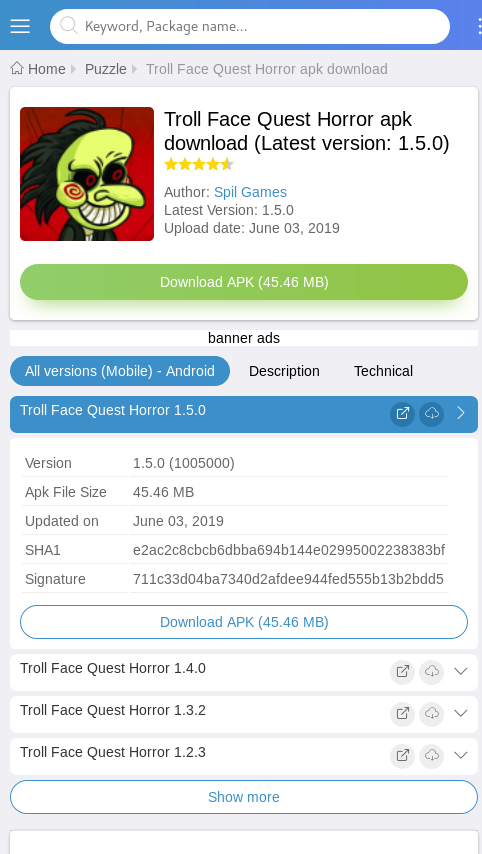 Keyword, Package name...
Home Puzzle Troll Face Quest Horror apk download
Troll Face Quest Horror apk
download (Latest version: 1.5.0)
Author: Spil Games
Latest Version: 1.5.0
Upload date: June 03, 2019
Download APK (45.46 MB)
banner ads
All versions (Mobile) - Android Description Technical
Troll Face Quest Horror 1.5.0
Version 1.5.0 (1005000)
Apk File Size 45.46 MB
Updated on June 03, 2019
SHA1 e2ac2c8cbcb6dbba694b144e02995002238383bf
Signature 711c33d04ba7340d2afdee944fed555b13b2bdd5
Download APK (45.46 MB)
Troll Face Quest Horror 1.4.0
Troll Face Quest Horror 1.3.2
Troll Face Quest Horror 1.2.3
Show more